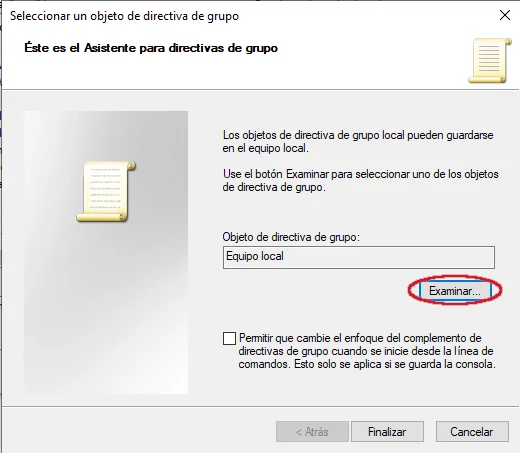 Seleccionar un objeto de directiva de grupo
Éste es el Asistente para directivas de grupo
Los objetos de directiva de grupo local pueden guardarse
en el equipo local.
Use el botón Examinar para seleccionar uno de los objetos
de directiva de grupo.
Objeto de directiva de grupo:
Equipo local
Examinar...
Permitir que cambie el enfoque del complemento de
directivas de grupo cuando se inicie desde la línea de
comandos. Esto solo se aplica si se guarda la consola.
< Atrás
Finalizar
Cancelar